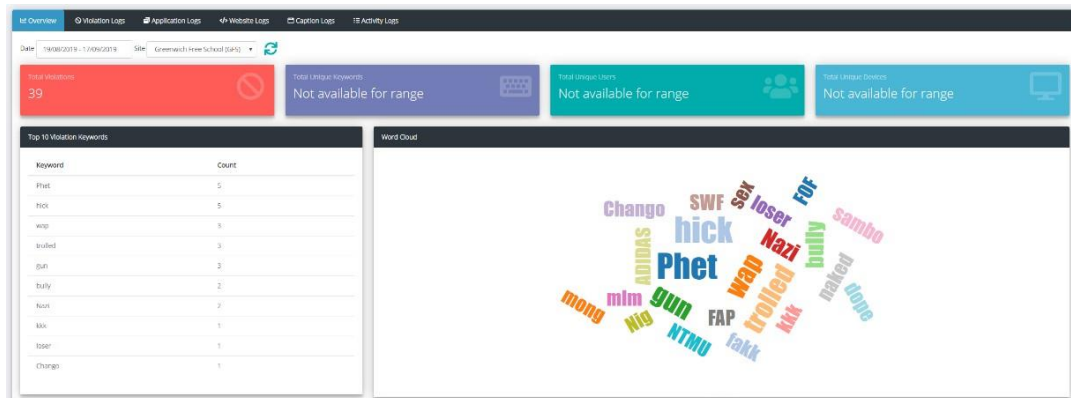 Overview Violation Logs Application Logs Website Logs Caption Logs Activity Logs
Date 19/08/2019 - 17/09/2019 Site Greenwich Free School (GFS)
Total Violations
39
Total Unique Keywords
Not available for range
Total Unique Users
Not available for range
Total Unique Devices
Not available for range
Top 10 Violation Keywords
Keyword Count
Phet 5
hick 5
wap 3
trolled 3
gun 3
bully 2
Nazi 2
kkk 1
loser 1
Chango 1
Word Cloud
Chango
SWF
sex
loser
FOF
sambo
ADIDAS
hick
Nazi
bully
Phet
wap
trolled
naked
dope
mong
mlm
gun
Nig
FAP
kkk
NTMU
fakk